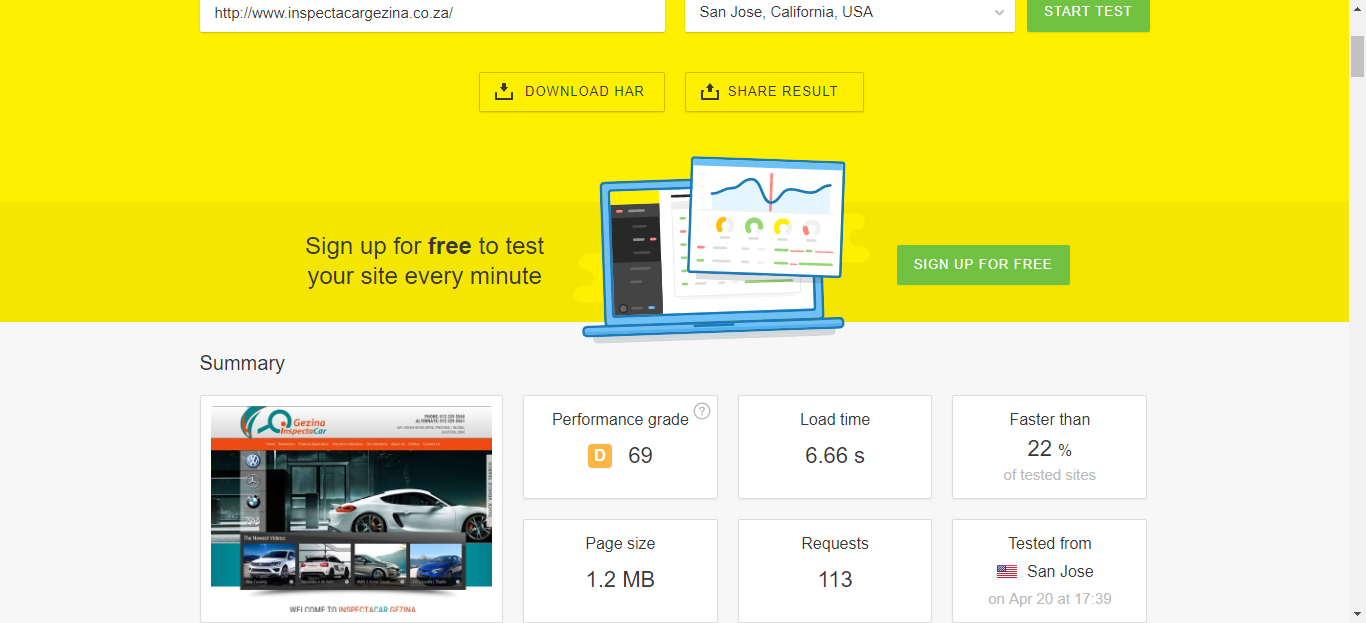 http://www.inspectacargezina.co.za/
San Jose, California, USA
START TEST
DOWNLOAD HAR
SHARE RESULT
Sign up for free to test
your site every minute
SIGN UP FOR FREE
Summary
Gezina
InspectaCar
The Newest Videos:
WELCOME TO INSPECTACAR GEZINA
Performance grade ?
D 69
Load time
6.66 s
Faster than
22 %
of tested sites
Page size
1.2 MB
Requests
113
Tested from
San Jose
on Apr 20 at 17:39